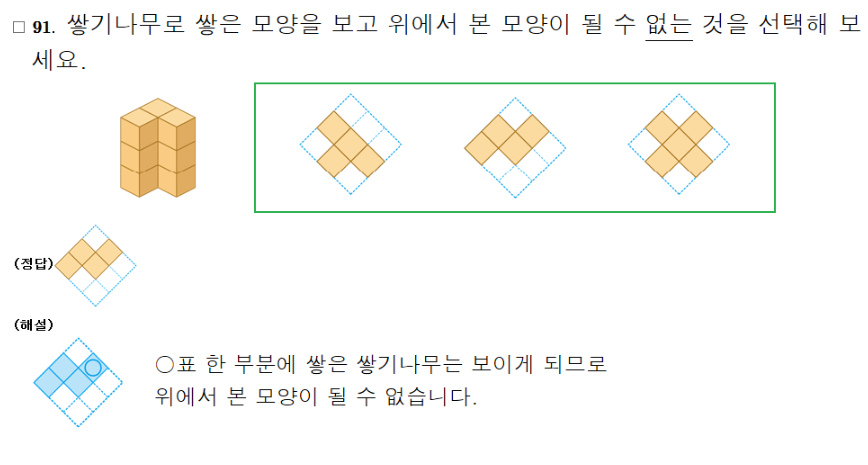 □ 91. 쌓기나무로 쌓은 모양을 보고 위에서 본 모양이 될 수 없는 것을 선택해 보
세요.
(정답)
(해설)
○표 한 부분에 쌓은 쌓기나무는 보이게 되므로
위에서 본 모양이 될 수 없습니다.